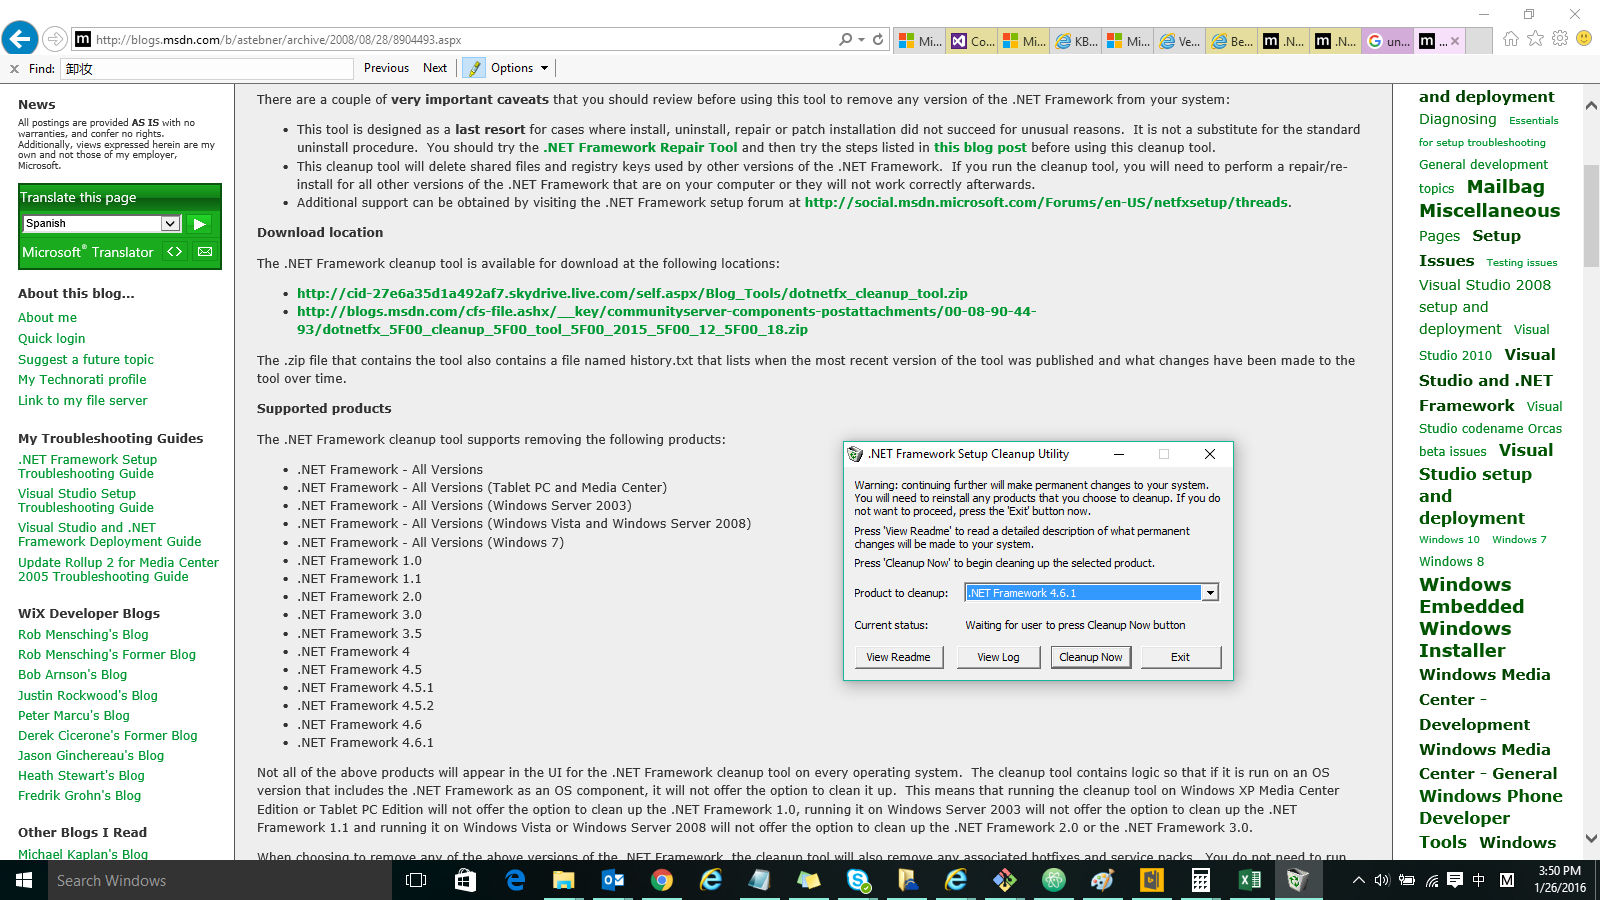 http://blogs.msdn.com/b/astebner/archive/2008/08/28/8904493.aspx
Mi...
Co...
Mi...
KB...
Mi...
Ve...
Be...
.N...
.N...
un...
...
Find:
卸妆
Previous
Next
Options
News
All postings are provided AS IS with no
warranties, and confer no rights.
Additionally, views expressed herein are my
own and not those of my employer,
Microsoft.
Translate this page
Spanish
Microsoft® Translator
About this blog...
About me
Quick login
Suggest a future topic
My Technorati profile
Link to my file server
My Troubleshooting Guides
.NET Framework Setup
Troubleshooting Guide
Visual Studio Setup
Troubleshooting Guide
Visual Studio and .NET
Framework Deployment Guide
Update Rollup 2 for Media Center
2005 Troubleshooting Guide
WiX Developer Blogs
Rob Mensching's Blog
Rob Mensching's Former Blog
Bob Arnson's Blog
Justin Rockwood's Blog
Peter Marcu's Blog
Derek Cicerone's Former Blog
Jason Ginchereau's Blog
Heath Stewart's Blog
Fredrik Grohn's Blog
Other Blogs I Read
Michael Kaplan's Blog
There are a couple of very important caveats that you should review before using this tool to remove any version of the .NET Framework from your system:
• This tool is designed as a last resort for cases where install, uninstall, repair or patch installation did not succeed for unusual reasons. It is not a substitute for the standard
uninstall procedure. You should try the .NET Framework Repair Tool and then try the steps listed in this blog post before using this cleanup tool.
• This cleanup tool will delete shared files and registry keys used by other versions of the .NET Framework. If you run the cleanup tool, you will need to perform a repair/re-
install for all other versions of the .NET Framework that are on your computer or they will not work correctly afterwards.
• Additional support can be obtained by visiting the .NET Framework setup forum at http://social.msdn.microsoft.com/Forums/en-US/netfxsetup/threads.
Download location
The .NET Framework cleanup tool is available for download at the following locations:
• http://cid-27e6a35d1a492af7.skydrive.live.com/self.aspx/Blog_Tools/dotnetfx_cleanup_tool.zip
• http://blogs.msdn.com/cfs-file.ashx/__key/communityserver-components-postattachments/00-08-90-44-
93/dotnetfx_5F00_cleanup_5F00_tool_5F00_2015_5F00_12_5F00_18.zip
The .zip file that contains the tool also contains a file named history.txt that lists when the most recent version of the tool was published and what changes have been made to the
tool over time.
Supported products
The .NET Framework cleanup tool supports removing the following products:
• .NET Framework - All Versions
• .NET Framework - All Versions (Tablet PC and Media Center)
• .NET Framework - All Versions (Windows Server 2003)
• .NET Framework - All Versions (Windows Vista and Windows Server 2008)
• .NET Framework - All Versions (Windows 7)
• .NET Framework 1.0
• .NET Framework 1.1
• .NET Framework 2.0
• .NET Framework 3.0
• .NET Framework 3.5
• .NET Framework 4
• .NET Framework 4.5
• .NET Framework 4.5.1
• .NET Framework 4.5.2
• .NET Framework 4.6
• .NET Framework 4.6.1
Not all of the above products will appear in the UI for the .NET Framework cleanup tool on every operating system. The cleanup tool contains logic so that if it is run on an OS
version that includes the .NET Framework as an OS component, it will not offer the option to clean it up. This means that running the cleanup tool on Windows XP Media Center
Edition or Tablet PC Edition will not offer the option to clean up the .NET Framework 1.0, running it on Windows Server 2003 will not offer the option to clean up the .NET
Framework 1.1 and running it on Windows Vista or Windows Server 2008 will not offer the option to clean up the .NET Framework 2.0 or the .NET Framework 3.0.
When choosing to remove any of the above versions of the .NET Framework, the cleanup tool will also remove any associated hotfixes and service packs. You do not need to run
.NET Framework Setup Cleanup Utility
Warning: continuing further will make permanent changes to your system.
You will need to reinstall any products that you choose to cleanup. If you do
not want to proceed, press the 'Exit' button now.
Press 'View Readme' to read a detailed description of what permanent
changes will be made to your system.
Press 'Cleanup Now' to begin cleaning up the selected product.
Product to cleanup:
.NET Framework 4.6.1
Current status:
Waiting for user to press Cleanup Now button
View Readme
View Log
Cleanup Now
Exit
and deployment
Diagnosing Essentials
for setup troubleshooting
General development
topics Mailbag
Miscellaneous
Pages Setup
Issues Testing issues
Visual Studio 2008
setup and
deployment Visual
Studio 2010 Visual
Studio and .NET
Framework Visual
Studio codename Orcas
beta issues Visual
Studio setup
and
deployment
Windows 10 Windows 7
Windows 8
Windows
Embedded
Windows
Installer
Windows Media
Center -
Development
Windows Media
Center - General
Windows Phone
Developer
Tools Windows
Search Windows
中
M
3:50 PM
1/26/2016